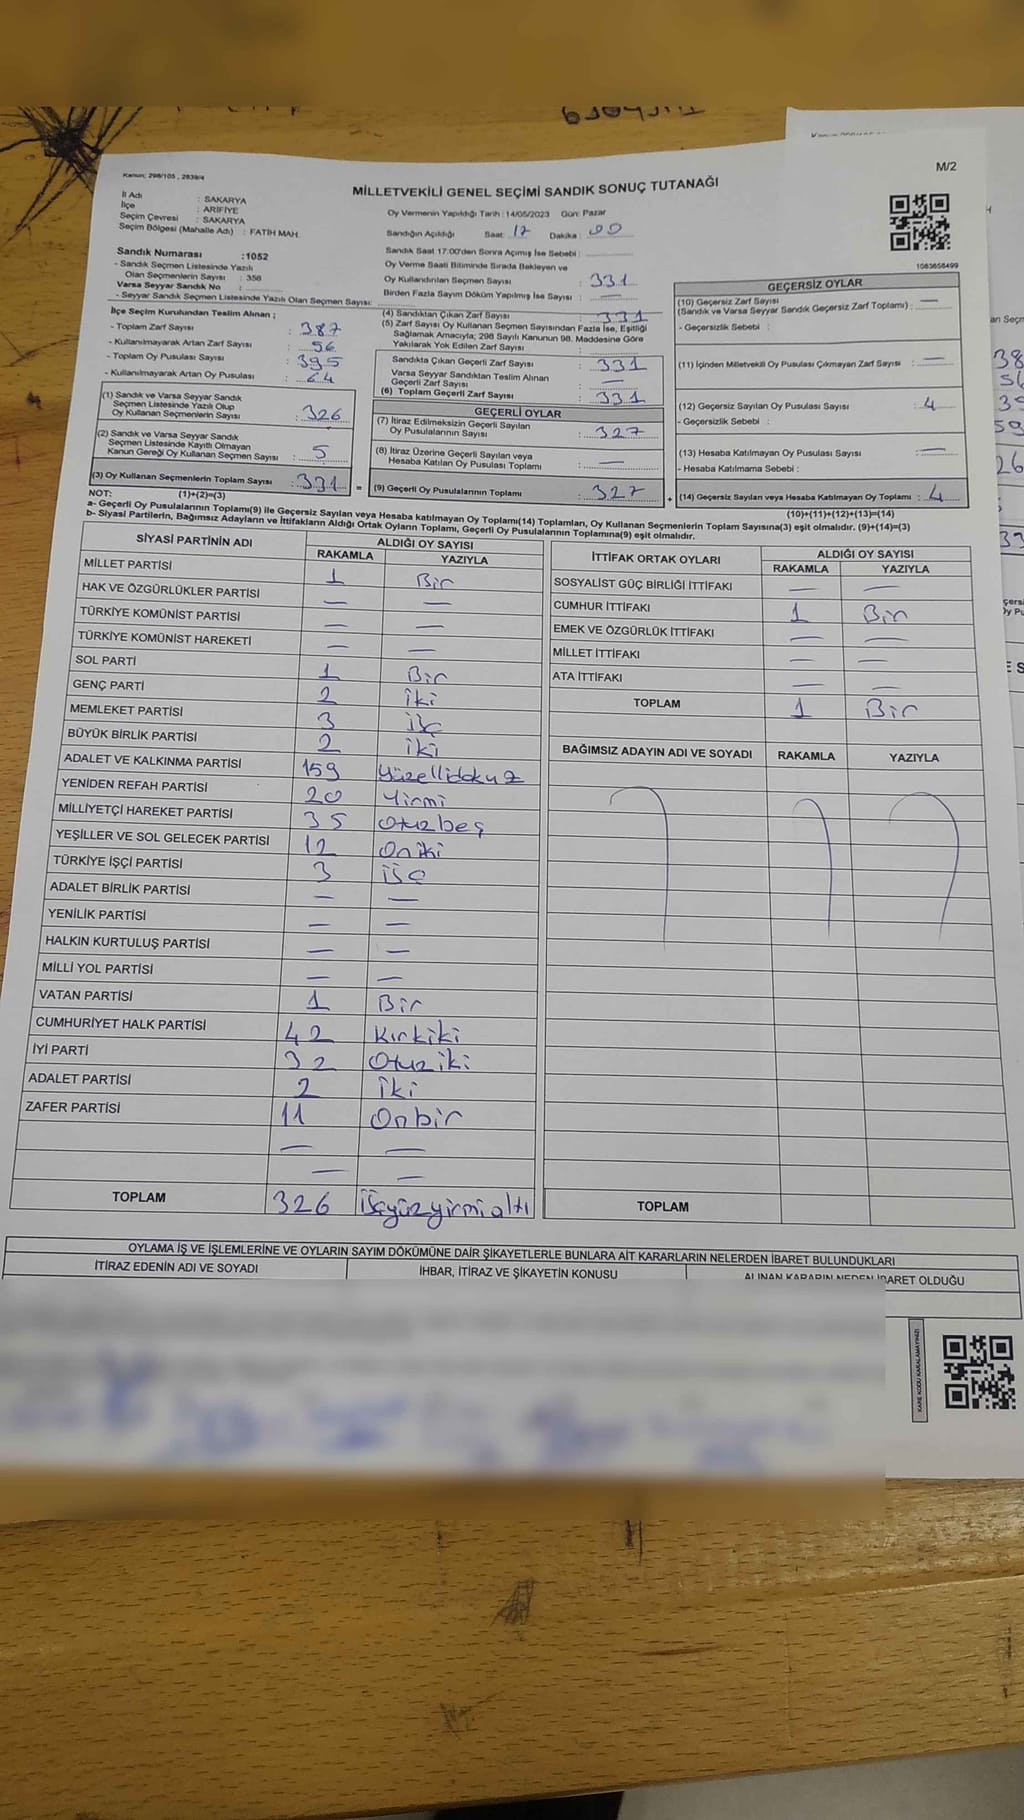 Kanun; 298/105 , 2839/4
M/2
MİLLETVEKİLİ GENEL SEÇİMİ SANDIK SONUÇ TUTANAĞI
İl Adı : SAKARYA
İlçe : ARİFİYE
Seçim Çevresi : SAKARYA
Seçim Bölgesi (Mahalle Adı) : FATİH MAH.
Oy Vermenin Yapıldığı Tarih : 14/05/2023 Gün: Pazar
Sandığın Açıldığı Saat: 17 Dakika : 00
Sandık Saat 17:00'den Sonra Açımış İse Sebebi :
Oy Verme Saati Bitiminde Sırada Bekleyen ve
Oy Kullandırılan Seçmen Sayısı : 331
Birden Fazla Sayım Döküm Yapılmış İse Sayısı : —
1083658499
Sandık Numarası :1052
- Sandık Seçmen Listesinde Yazılı
Olan Seçmenlerin Sayısı : 356
Varsa Seyyar Sandık No :
- Seyyar Sandık Seçmen Listesinde Yazılı Olan Seçmen Sayısı:
İlçe Seçim Kurulundan Teslim Alınan ;
- Toplam Zarf Sayısı : 387
- Kullanılmayarak Artan Zarf Sayısı : 56
- Toplam Oy Pusulası Sayısı : 395
- Kullanılmayarak Artan Oy Pusulası : 64
(1) Sandık ve Varsa Seyyar Sandık
Seçmen Listesinde Yazılı Olup
Oy Kullanan Seçmenlerin Sayısı : 326
(2) Sandık ve Varsa Seyyar Sandık
Seçmen Listesinde Kayıtlı Olmayan
Kanun Gereği Oy Kullanan Seçmen Sayısı : 5
(3) Oy Kullanan Seçmenlerin Toplam Sayısı : 331
(4) Sandıktan Çıkan Zarf Sayısı : 331
(5) Zarf Sayısı Oy Kullanan Seçmen Sayısından Fazla İse, Eşitliği
Sağlamak Amacıyla; 298 Sayılı Kanunun 98. Maddesine Göre
Yakılarak Yok Edilen Zarf Sayısı :
Sandıkta Çıkan Geçerli Zarf Sayısı : 331
Varsa Seyyar Sandıktan Teslim Alınan
Geçerli Zarf Sayısı : —
(6) Toplam Geçerli Zarf Sayısı : 331
GEÇERLİ OYLAR
(7) İtiraz Edilmeksizin Geçerli Sayılan
Oy Pusulalarının Sayısı : 327
(8) İtiraz Üzerine Geçerli Sayılan veya
Hesaba Katılan Oy Pusulası Toplamı : —
= (9) Geçerli Oy Pusulalarının Toplamı : 327 +
GEÇERSİZ OYLAR
(10) Geçersiz Zarf Sayısı
(Sandık ve Varsa Seyyar Sandık Geçersiz Zarf Toplamı) : —
- Geçersizlik Sebebi :
(11) İçinden Milletvekili Oy Pusulası Çıkmayan Zarf Sayısı : —
(12) Geçersiz Sayılan Oy Pusulası Sayısı : 4
- Geçersizlik Sebebi :
(13) Hesaba Katılmayan Oy Pusulası Sayısı : —
- Hesaba Katılmama Sebebi :
(14) Geçersiz Sayılan veya Hesaba Katılmayan Oy Toplamı : 4
NOT: (1)+(2)=(3)
(10)+(11)+(12)+(13)=(14)
a- Geçerli Oy Pusulalarının Toplamı(9) ile Geçersiz Sayılan veya Hesaba katılmayan Oy Toplamı(14) Toplamları, Oy Kullanan Seçmenlerin Toplam Sayısına(3) eşit olmalıdır. (9)+(14)=(3)
b- Siyasi Partilerin, Bağımsız Adayların ve İttifakların Aldığı Ortak Oyların Toplamı, Geçerli Oy Pusulalarının Toplamına(9) eşit olmalıdır.
SİYASİ PARTİNİN ADI ALDIĞI OY SAYISI
RAKAMLA YAZIYLA
MİLLET PARTİSİ 1 Bir
HAK VE ÖZGÜRLÜKLER PARTİSİ — —
TÜRKİYE KOMÜNİST PARTİSİ — —
TÜRKİYE KOMÜNİST HAREKETİ — —
SOL PARTİ 1 Bir
GENÇ PARTİ 2 iki
MEMLEKET PARTİSİ 3 üç
BÜYÜK BİRLİK PARTİSİ 2 iki
ADALET VE KALKINMA PARTİSİ 159 Yüzellidokuz
YENİDEN REFAH PARTİSİ 20 Yirmi
MİLLİYETÇİ HAREKET PARTİSİ 35 Otuzbeş
YEŞİLLER VE SOL GELECEK PARTİSİ 12 Oniki
TÜRKİYE İŞÇİ PARTİSİ 3 üç
ADALET BİRLİK PARTİSİ — —
YENİLİK PARTİSİ — —
HALKIN KURTULUŞ PARTİSİ — —
MİLLİ YOL PARTİSİ — —
VATAN PARTİSİ 1 Bir
CUMHURİYET HALK PARTİSİ 42 Kırkiki
İYİ PARTİ 32 Otuziki
ADALET PARTİSİ 2 İki
ZAFER PARTİSİ 11 Onbir
— —
— —
TOPLAM 326 üçyüzyirmialtı
İTTİFAK ORTAK OYLARI ALDIĞI OY SAYISI
RAKAMLA YAZIYLA
SOSYALİST GÜÇ BİRLİĞİ İTTİFAKI — —
CUMHUR İTTİFAKI 1 Bir
EMEK VE ÖZGÜRLÜK İTTİFAKI — —
MİLLET İTTİFAKI — —
ATA İTTİFAKI — —
TOPLAM 1 Bir
BAĞIMSIZ ADAYIN ADI VE SOYADI RAKAMLA YAZIYLA
TOPLAM
OYLAMA İŞ VE İŞLEMLERİNE VE OYLARIN SAYIM DÖKÜMÜNE DAİR ŞİKAYETLERLE BUNLARA AİT KARARLARIN NELERDEN İBARET BULUNDUKLARI
İTİRAZ EDENİN ADI VE SOYADI İHBAR, İTİRAZ VE ŞİKAYETİN KONUSU ALINAN KARARIN NEDEN İBARET OLDUĞU
KARE KODU KARALAMAYINIZ!